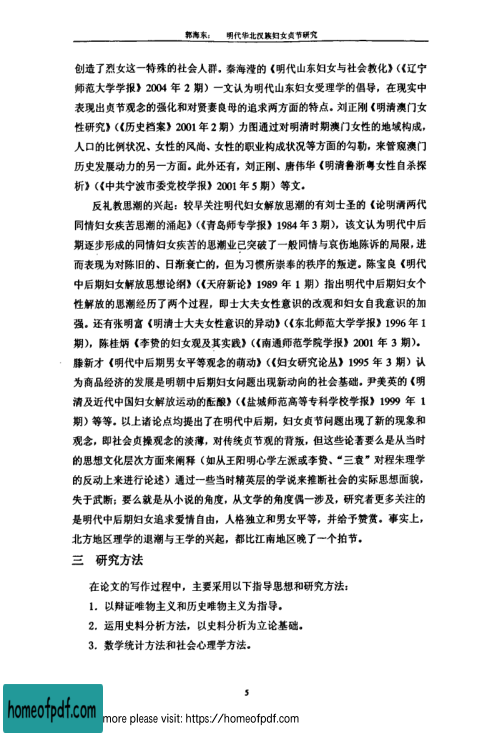 郭海东: 明代华北汉族妇女贞节研究
创造了烈女这一特殊的社会人群。秦海滢的《明代山东妇女与社会教化》(《辽宁
师范大学学报》2004 年 2 期)一文认为明代山东妇女受理学的倡导，在现实中
表现出贞节观念的强化和对贤妻良母的追求两方面的特点。刘正刚《明清澳门女
性研究》(《历史档案》2001 年 2 期) 力图通过对明清时期澳门女性的地域构成，
人口的比例状况、女性的风尚、女性的职业构成状况等方面的勾勒，来管窥澳门
历史发展动力的另一方面。此外还有，刘正刚、唐伟华《明清鲁浙粤女性自杀探
析》(《中共宁波市委党校学报》2001 年 5 期) 等文。
反礼教思潮的兴起：较早关注明代妇女解放思潮的有刘士圣的《论明清两代
同情妇女疾苦思潮的涌起》(《青岛师专学报》1984 年 3 期)，该文认为明代中后
期逐步形成的同情妇女疾苦的思潮业已突破了一般同情与哀伤地陈诉的局限，进
而表现为对陈旧的、日渐衰亡的，但为习惯所崇奉的秩序的叛逆。陈宝良《明代
中后期妇女解放思想论纲》(《天府新论》1989 年 1 期) 指出明代中后期妇女个
性解放的思潮经历了两个过程，即士大夫女性意识的改观和妇女自我意识的加
强。还有张明富《明清士大夫女性意识的异动》(《东北师范大学学报》1996 年 1
期)，陈桂炳《李贽的妇女观及其实践》(《南通师范学院学报》2001 年 3 期)。
滕新才《明代中后期男女平等观念的萌动》(《妇女研究论丛》1995 年 3 期) 认
为商品经济的发展是明朝中后期妇女问题出现新动向的社会基础。尹美英的《明
清及近代中国妇女解放运动的酝酿》(《盐城师范高等专科学校学报》1999 年 1
期) 等等。以上诸论点均提出了在明代中后期，妇女贞节问题出现了新的现象和
观念，即社会贞操观念的淡薄，对传统贞节观的背叛，但这些论著要么是从当时
的思想文化层次方面来阐释（如从王阳明心学左派或李贽、“三袁”对程朱理学
的反动上来进行论述）通过一些当时精英层的学说来推断社会的实际思想面貌，
失于武断；要么就是从小说的角度，从文学的角度偶一涉及，研究者更多关注的
是明代中后期妇女追求爱情自由，人格独立和男女平等，并给予赞赏。事实上，
北方地区理学的退潮与王学的兴起，都比江南地区晚了一个拍节。
三 研究方法
在论文的写作过程中，主要采用以下指导思想和研究方法：
1．以辩证唯物主义和历史唯物主义为指导。
2．运用史料分析方法，以史料分析为立论基础。
3．数学统计方法和社会心理学方法。
5
homeofpdf.com
more please visit: https://homeofpdf.com